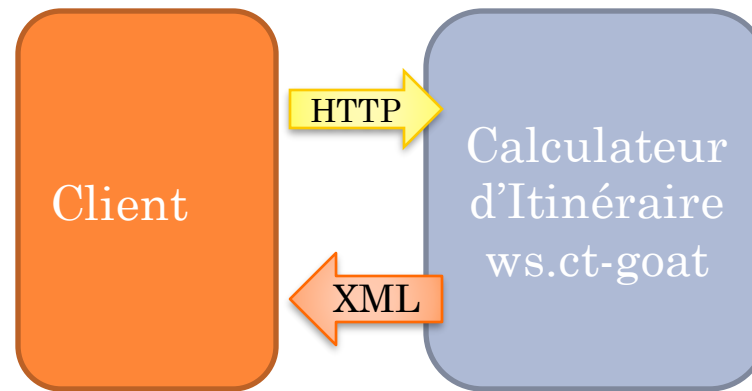 Client
HTTP
Calculateur
d'Itinéraire
ws.ct-goat
XML